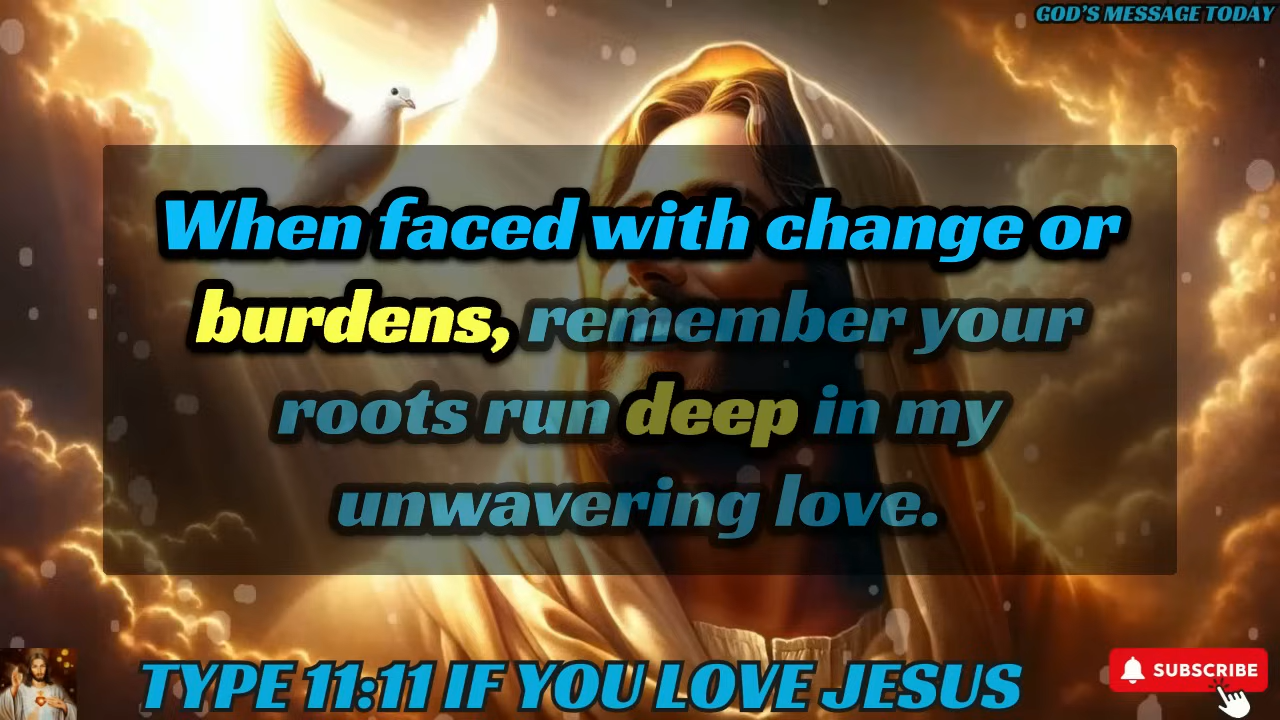 GOD'S MESSAGE TODAY
When faced with change or
burdens, remember your
roots run deep in my
unwavering love.
TYPE 11:11 IF YOU LOVE JESUS
SUBSCRIBE